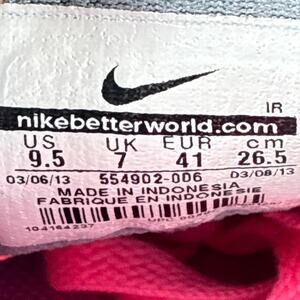 IR
nikebetterworld.com
US UK EUR cm
9.5 7 41 26.5
03/06/13 554902-006 03/08/13
MADE IN INDONESIA
FABRIQUE EN INDONESIE
UPC